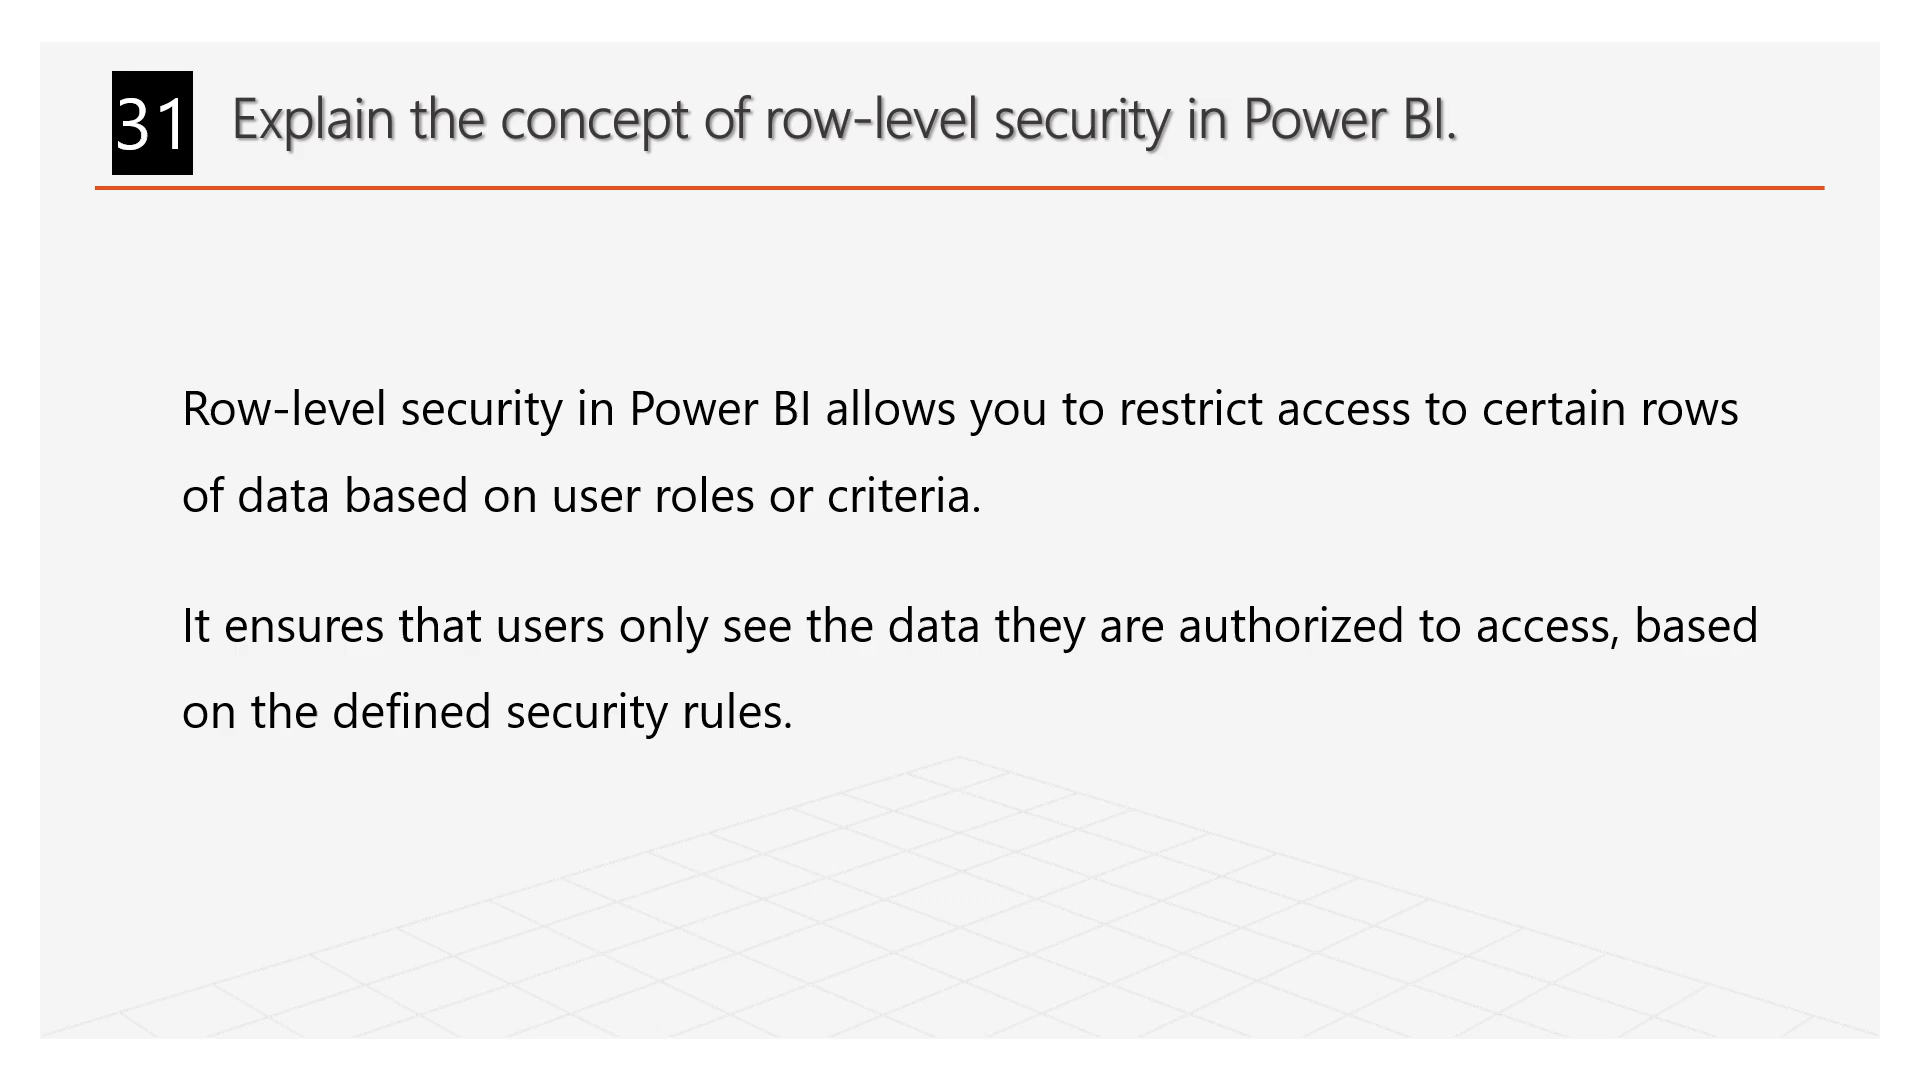 31 Explain the concept of row-level security in Power BI.
Row-level security in Power BI allows you to restrict access to certain rows
of data based on user roles or criteria.
It ensures that users only see the data they are authorized to access, based
on the defined security rules.